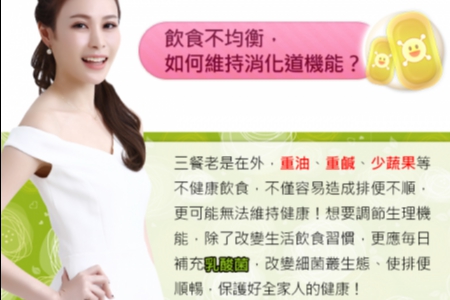 飲食不均衡，
如何維持消化道機能？
三餐老是在外，重油、重鹹、少蔬果等
不健康飲食，不僅容易造成排便不順，
更可能無法維持健康！想要調節生理機
能，除了改變生活飲食習慣，更應每日
補充乳酸菌，改變細菌叢生態、使排便
順暢，保護好全家人的健康！